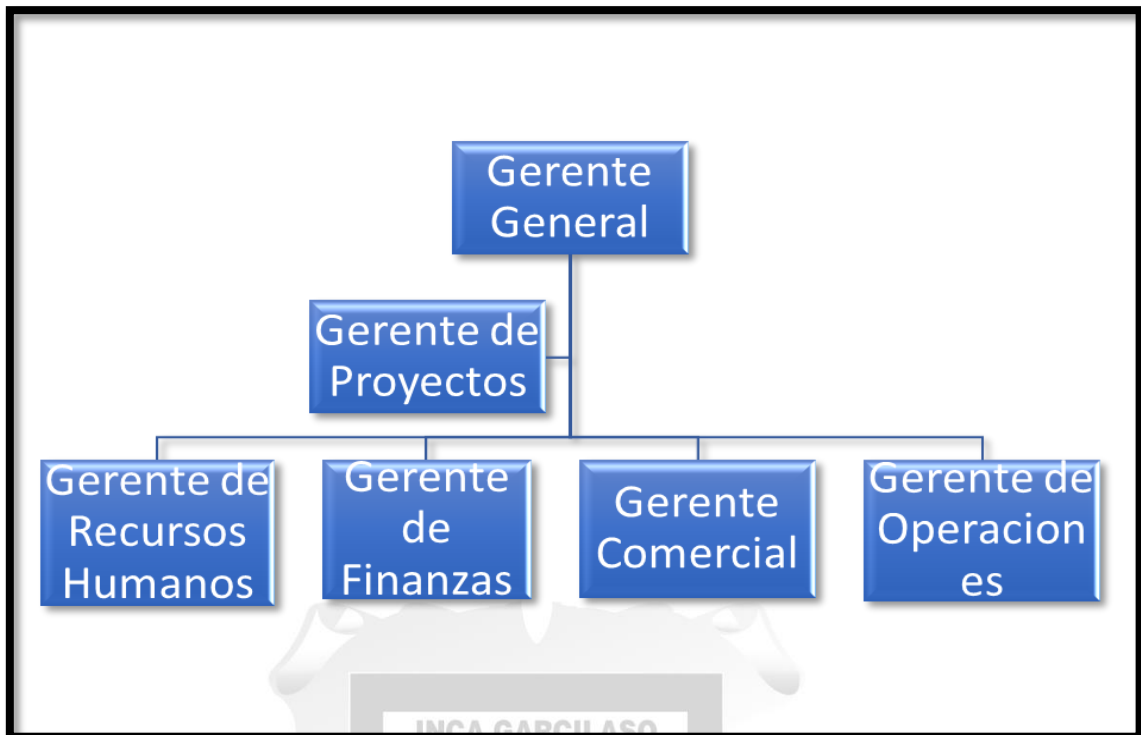 Gerente
General
Gerente de
Proyectos
Gerente de
Recursos
Humanos
Gerente
de
Finanzas
Gerente
Comercial
Gerente de
Operacion
es
INCA GARCILASO